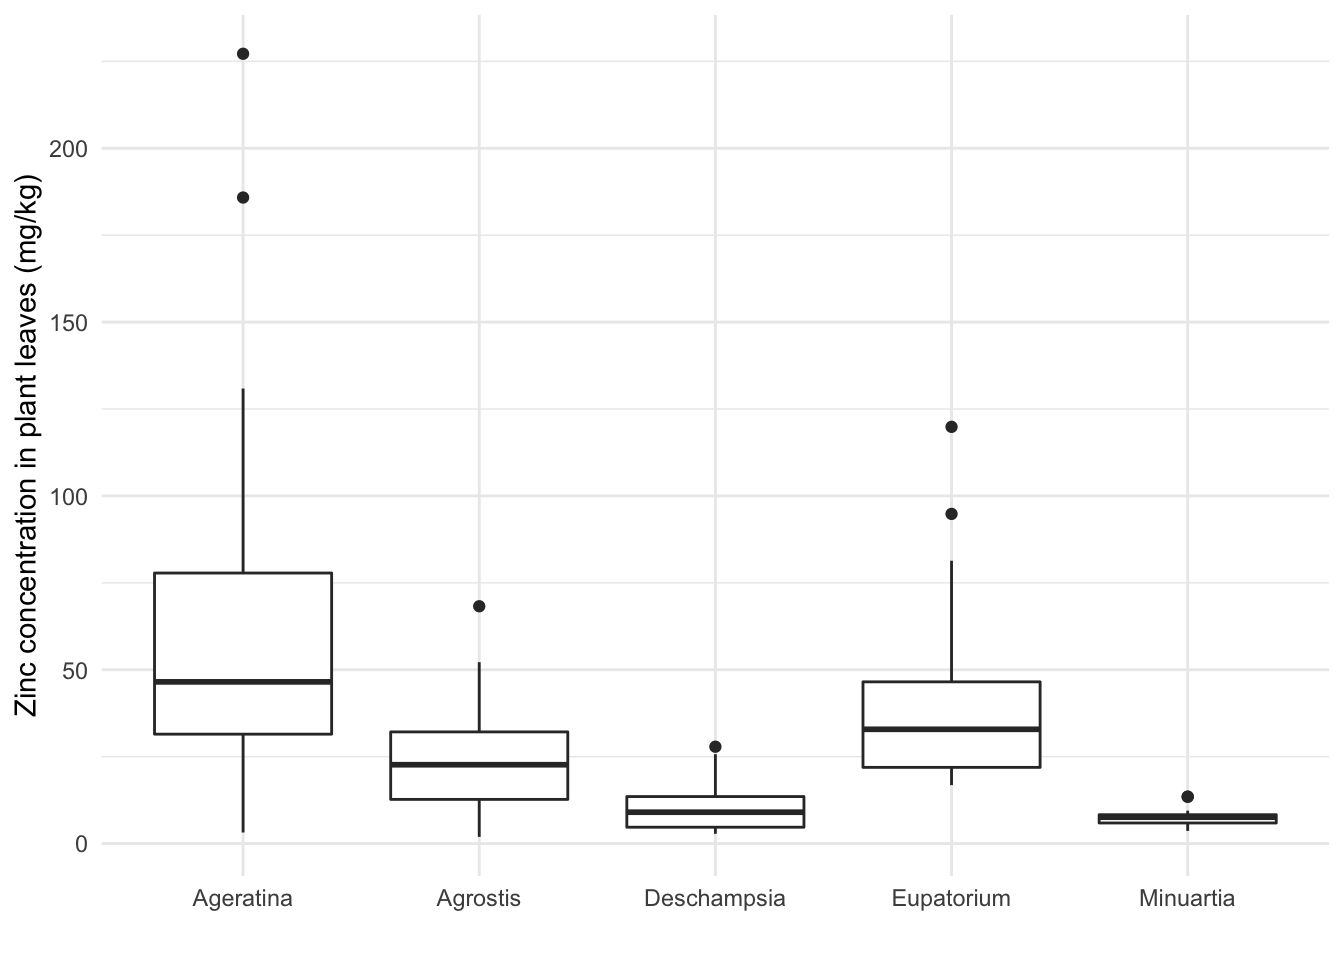 Zinc concentration in plant leaves (mg/kg)
200
150
100
50
0
Ageratina Agrostis Deschampsia Eupatorium Minuartia